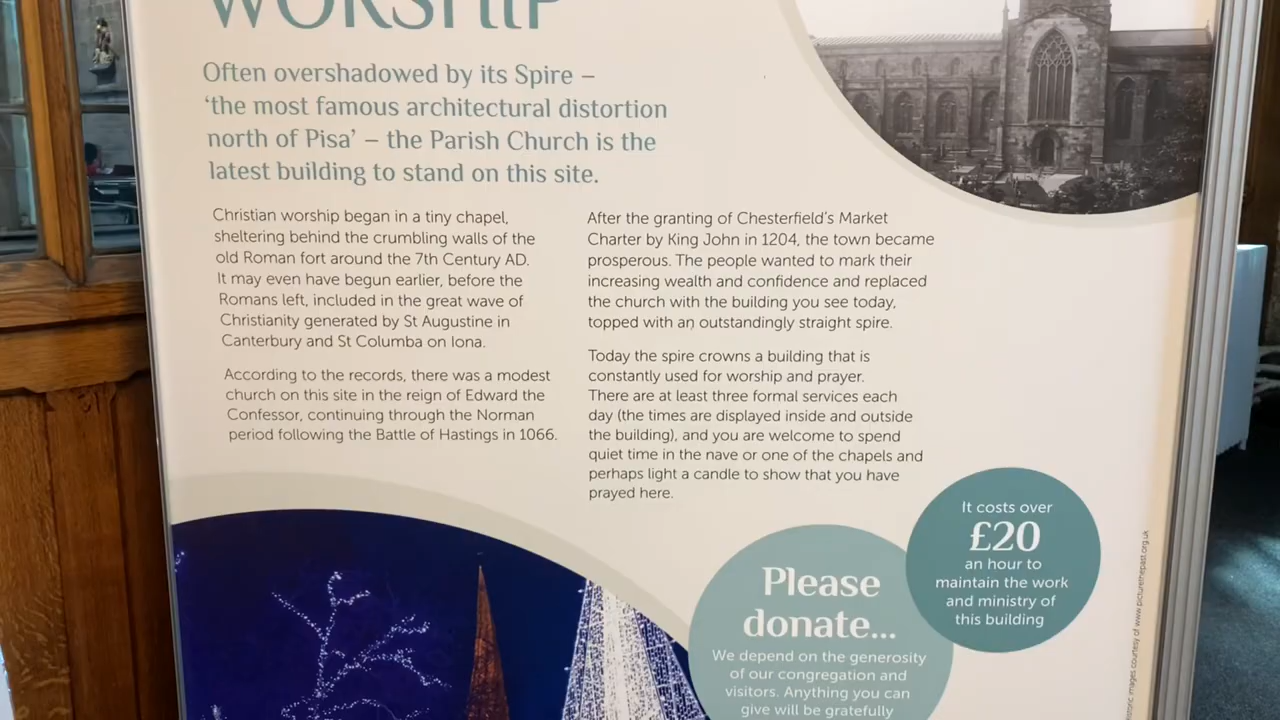 WORSHIP
Often overshadowed by its Spire –
‘the most famous architectural distortion
north of Pisa’ – the Parish Church is the
latest building to stand on this site.
Christian worship began in a tiny chapel,
sheltering behind the crumbling walls of the
old Roman fort around the 7th Century AD.
It may even have begun earlier, before the
Romans left, included in the great wave of
Christianity generated by St Augustine in
Canterbury and St Columba on Iona.
According to the records, there was a modest
church on this site in the reign of Edward the
Confessor, continuing through the Norman
period following the Battle of Hastings in 1066.
After the granting of Chesterfield’s Market
Charter by King John in 1204, the town became
prosperous. The people wanted to mark their
increasing wealth and confidence and replaced
the church with the building you see today,
topped with an outstandingly straight spire.
Today the spire crowns a building that is
constantly used for worship and prayer.
There are at least three formal services each
day (the times are displayed inside and outside
the building), and you are welcome to spend
quiet time in the nave or one of the chapels and
perhaps light a candle to show that you have
prayed here.
It costs over
£20
an hour to
maintain the work
and ministry of
this building
Please
donate...
We depend on the generosity
of our congregation and
visitors. Anything you can
give will be gratefully
images courtesy of www.picturethepast.org.uk